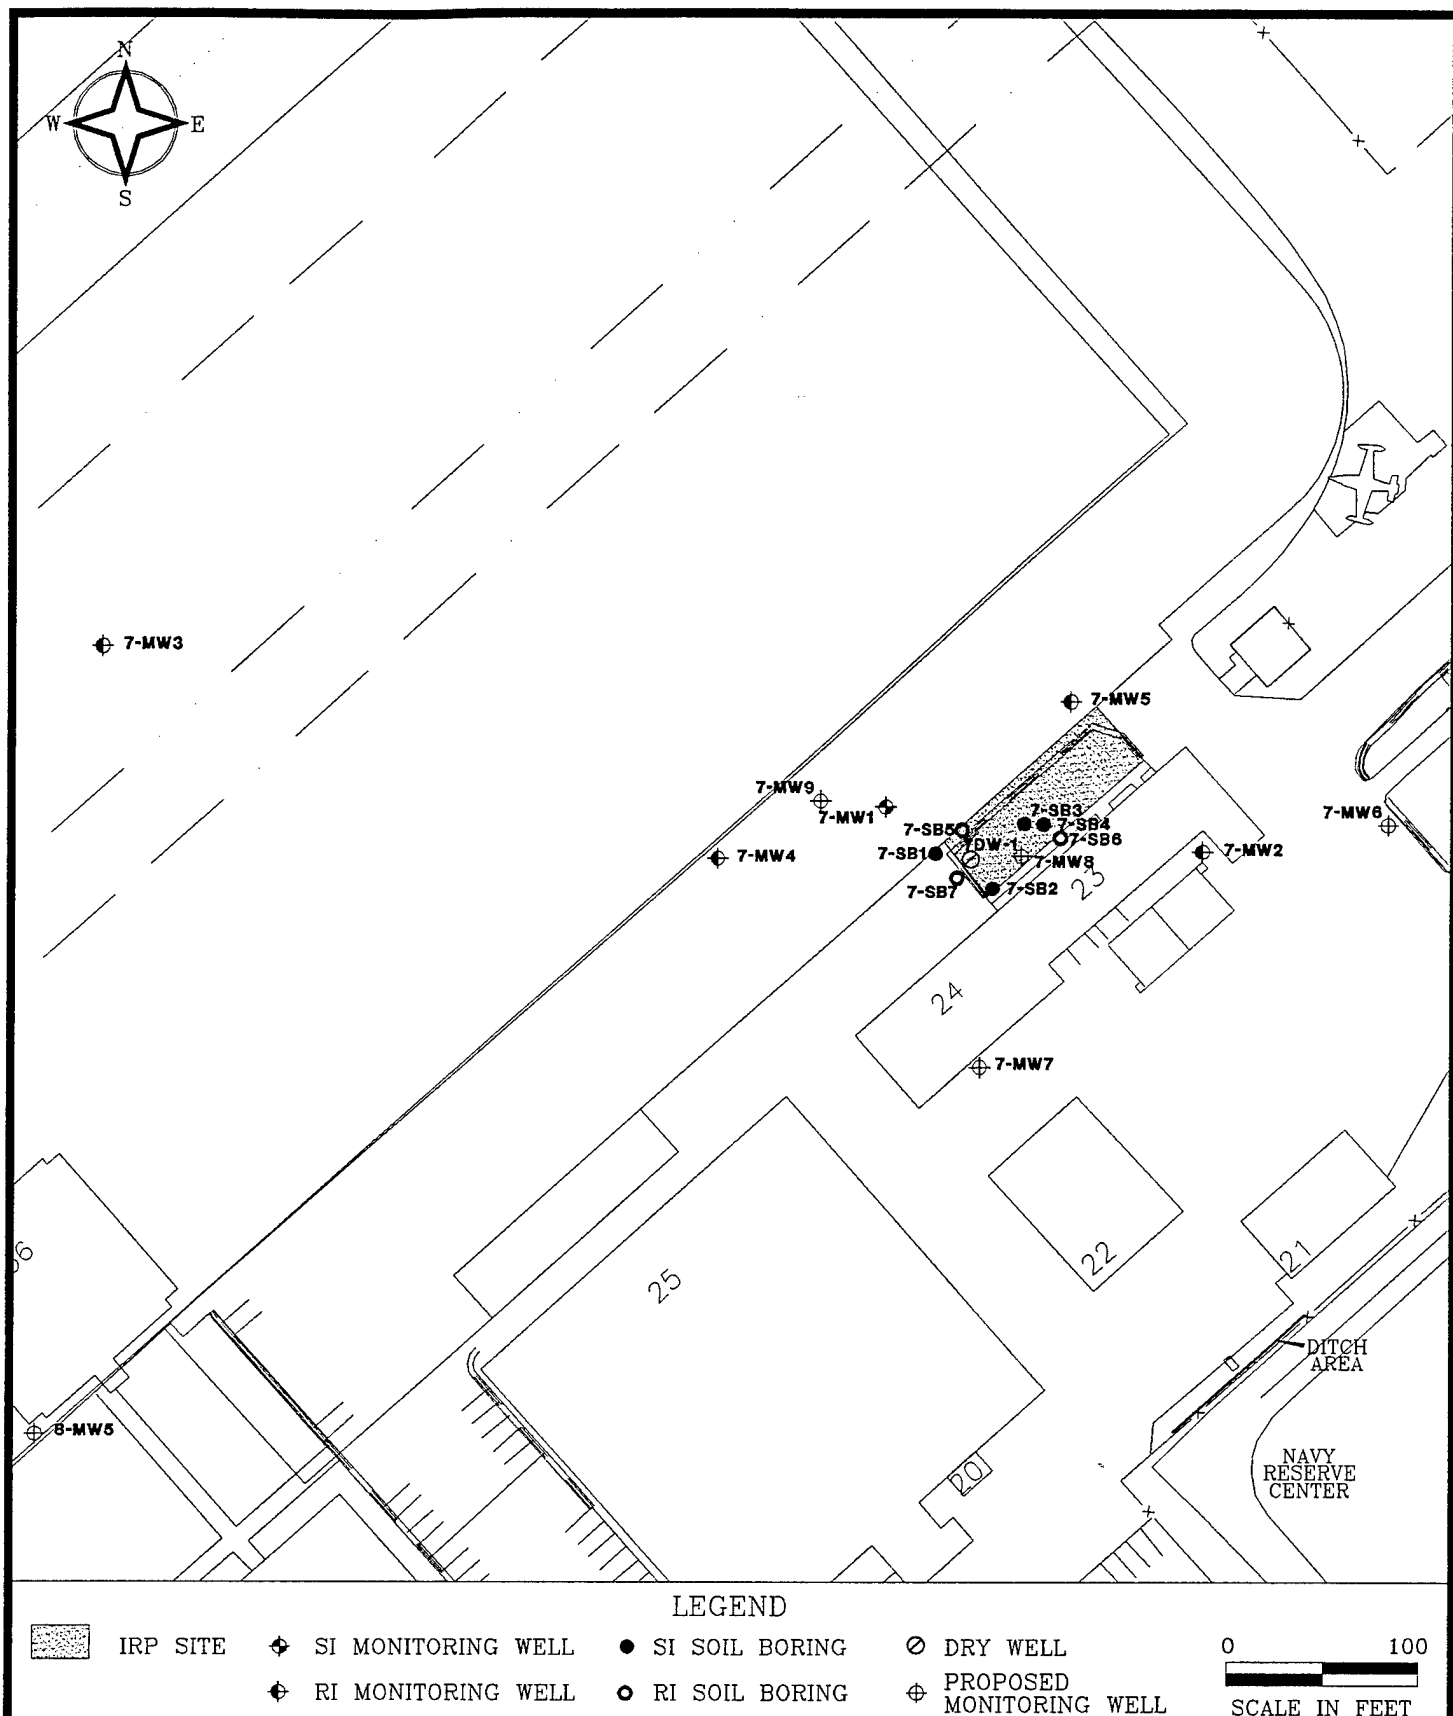 N
W E
S
7-MW3
7-MW5
7-MW9
7-MW1
7-SB3
7-SB5
7-SB4
7-MW6
7-SB6
7DW-1
7-SB1
7-MW4
7-MW8
7-MW2
7-SB7
7-SB2
23
24
7-MW7
22
21
25
DITCH
AREA
8-MW5
20
NAVY
RESERVE
CENTER
LEGEND
IRP SITE
SI MONITORING WELL
SI SOIL BORING
DRY WELL
0 100
RI MONITORING WELL
RI SOIL BORING
PROPOSED
MONITORING WELL
SCALE IN FEET